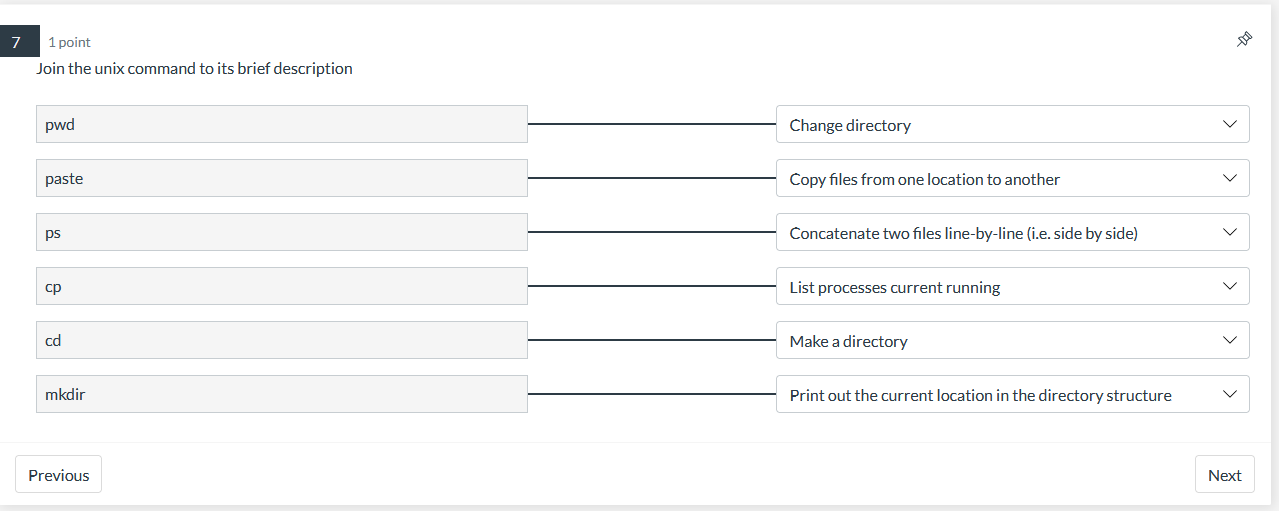 7
1 point
Join the unix command to its brief description
pwd
Change directory
paste
Copy files from one location to another
ps
Concatenate two files line-by-line (i.e. side by side)
cp
List processes current running
cd
Make a directory
mkdir
Print out the current location in the directory structure
Previous
Next